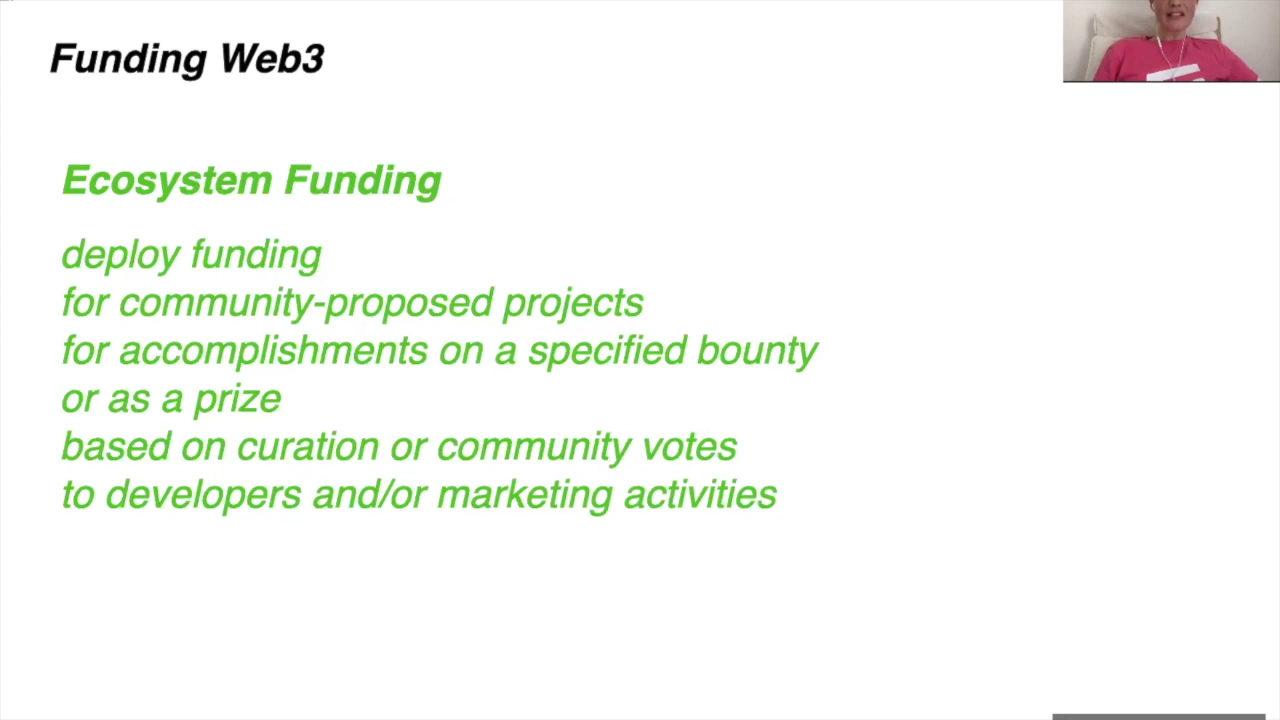 Funding Web3
Ecosystem Funding
deploy funding
for community-proposed projects
for accomplishments on a specified bounty
or as a prize
based on curation or community votes
to developers and/or marketing activities